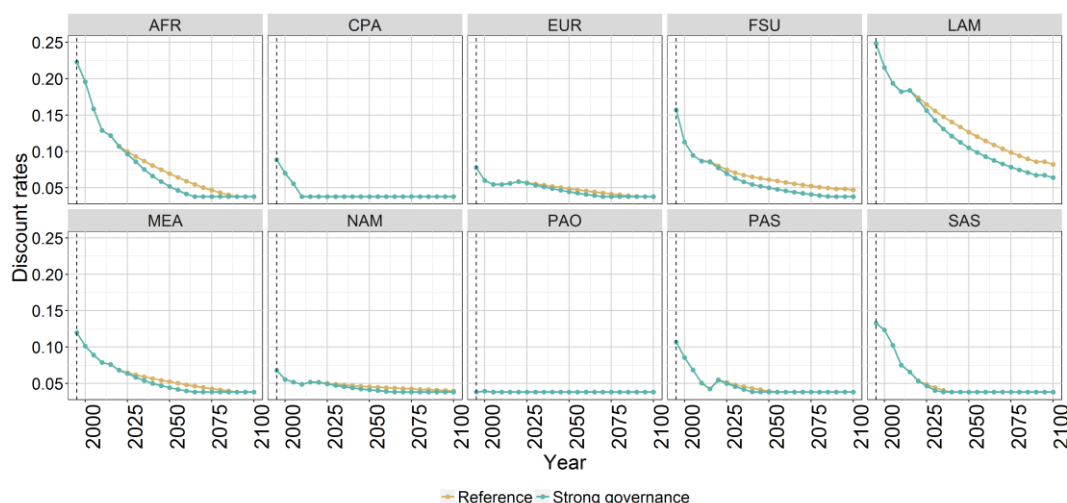 AFR CPA EUR FSU LAM
0.25
0.20
0.15
0.10
0.05
MEA NAM PAO PAS SAS
0.25
0.20
0.15
0.10
0.05
Discount rates
2000 2025 2050 2075 2100 2000 2025 2050 2075 2100 2000 2025 2050 2075 2100 2000 2025 2050 2075 2100 2000 2025 2050 2075 2100
Year
Reference Strong governance